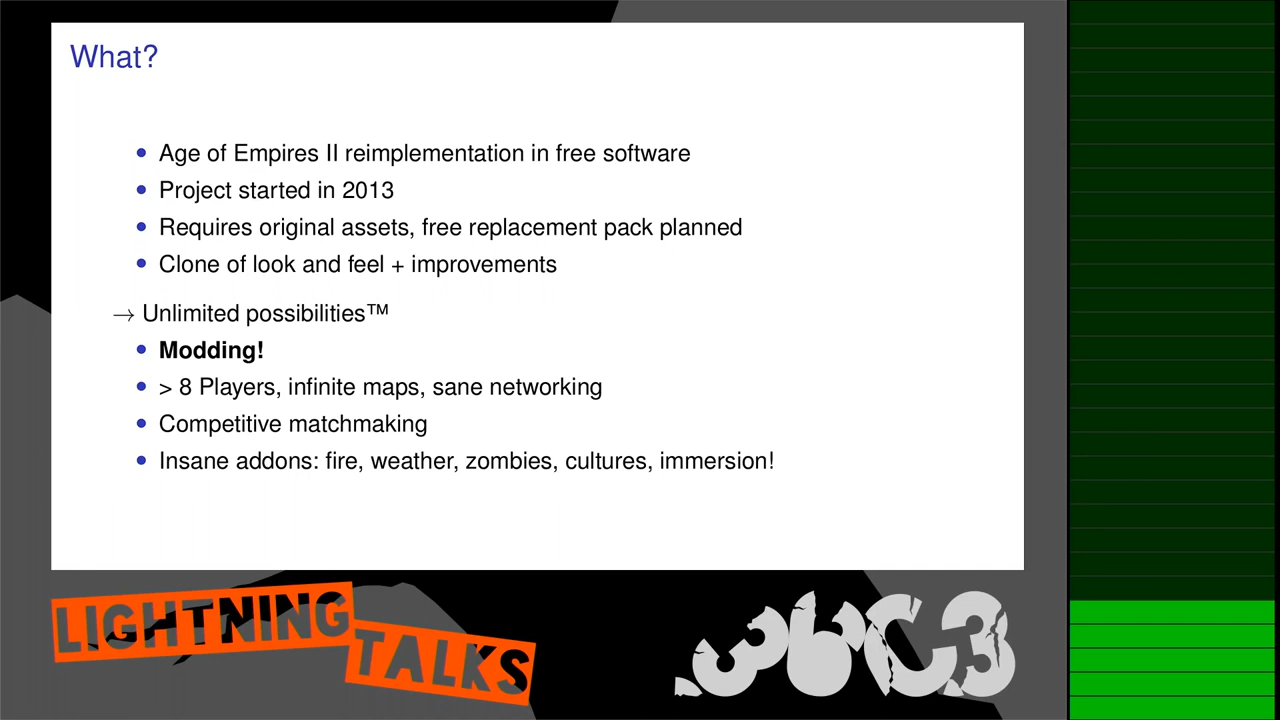 What?
• Age of Empires II reimplementation in free software
• Project started in 2013
• Requires original assets, free replacement pack planned
• Clone of look and feel + improvements
→ Unlimited possibilities™
• Modding!
• > 8 Players, infinite maps, sane networking
• Competitive matchmaking
• Insane addons: fire, weather, zombies, cultures, immersion!
LIGHTNING
TALKS
.36C3